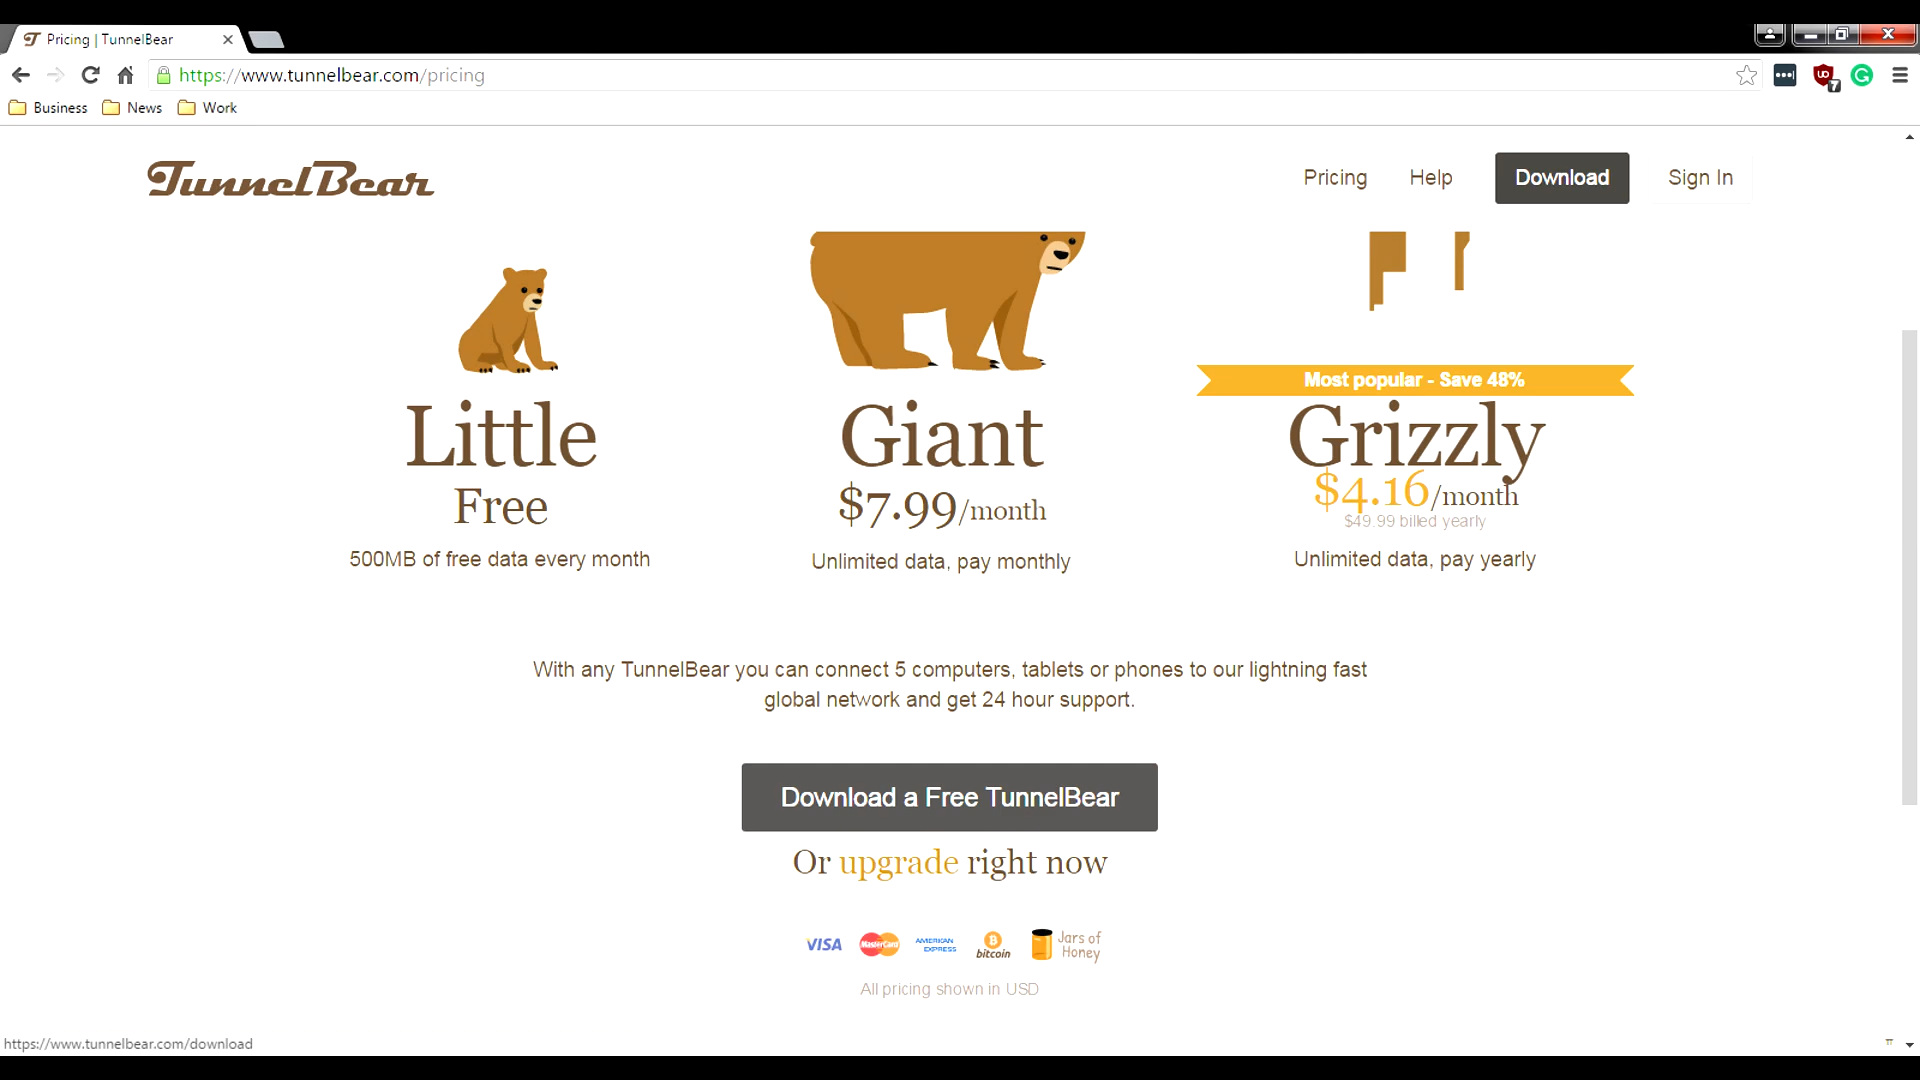 Pricing | TunnelBear
https://www.tunnelbear.com/pricing
7
Business News Work
TunnelBear
Pricing Help Download Sign In
Most popular - Save 48%
Little Giant Grizzly
Free $7.99/month $4.16/month
$49.99 billed yearly
500MB of free data every month Unlimited data, pay monthly Unlimited data, pay yearly
With any TunnelBear you can connect 5 computers, tablets or phones to our lightning fast
global network and get 24 hour support.
Download a Free TunnelBear
Or upgrade right now
VISA MasterCard AMERICAN EXPRESS bitcoin Jars of Honey
All pricing shown in USD
https://www.tunnelbear.com/download